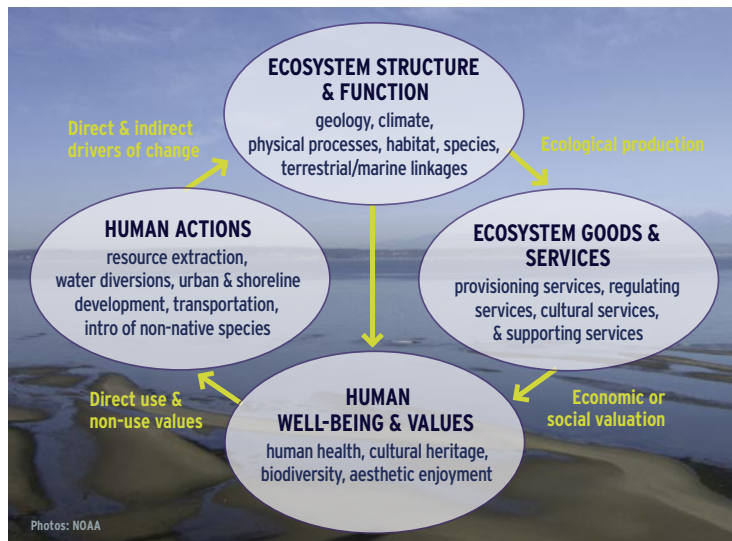 ECOSYSTEM STRUCTURE
& FUNCTION
geology, climate,
physical processes, habitat, species,
terrestrial/marine linkages
Direct & indirect
drivers of change
Ecological production
HUMAN ACTIONS
resource extraction,
water diversions, urban & shoreline
development, transportation,
intro of non-native species
ECOSYSTEM GOODS &
SERVICES
provisioning services, regulating
services, cultural services,
& supporting services
Direct use &
non-use values
HUMAN
WELL-BEING & VALUES
human health, cultural heritage,
biodiversity, aesthetic enjoyment
Economic or
social valuation
Photos: NOAA